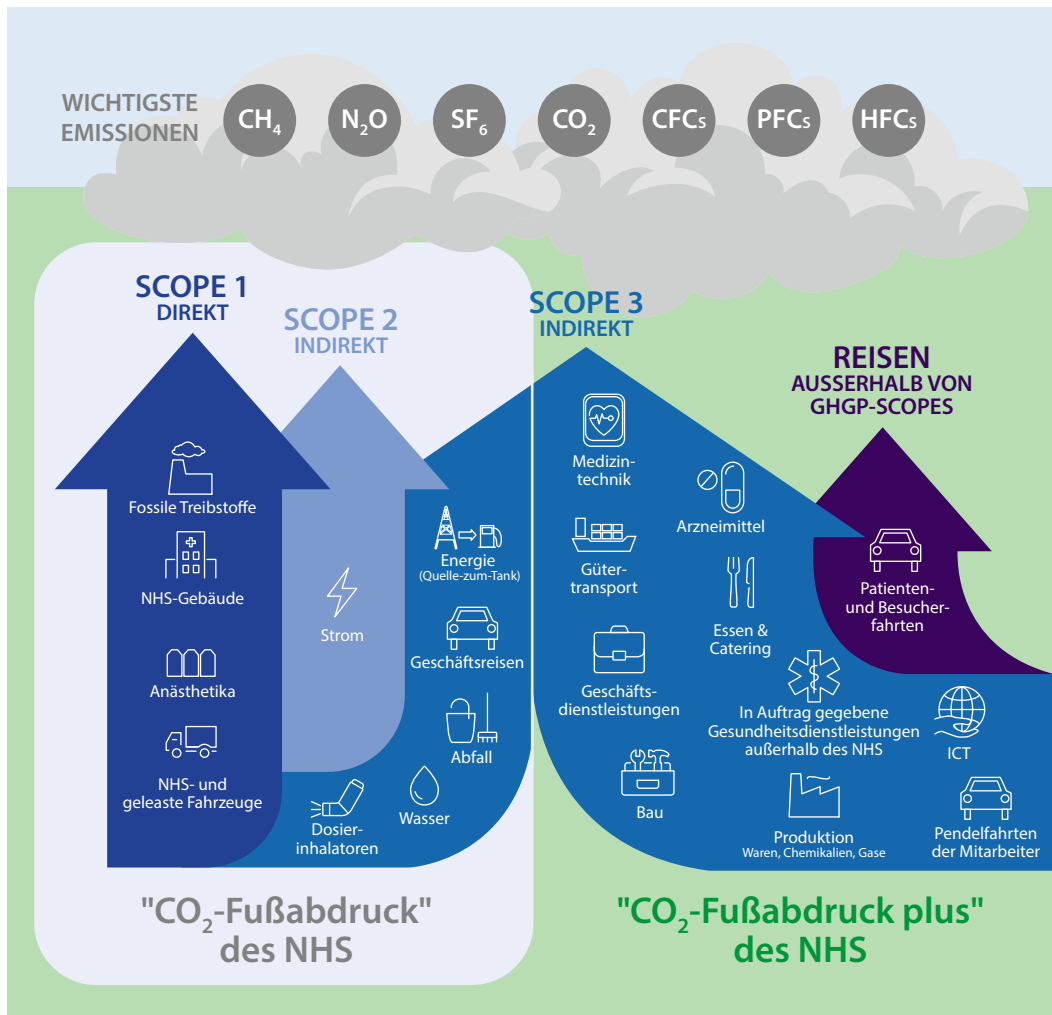 WICHTIGSTE
EMISSIONEN
CH₄
N₂O
SF₆
CO₂
CFCs
PFCs
HFCs
SCOPE 1
DIREKT
SCOPE 2
INDIREKT
SCOPE 3
INDIREKT
REISEN
AUSSERHALB VON
GHGP-SCOPES
Fossile Treibstoffe
NHS-Gebäude
Anästhetika
NHS- und
geleaste Fahrzeuge
Strom
Energie
(Quelle-zum-Tank)
Geschäftsreisen
Abfall
Wasser
Dosier-
inhalatoren
Medizin-
technik
Arzneimittel
Güter-
transport
Essen &
Catering
Geschäfts-
dienstleistungen
In Auftrag gegebene
Gesundheitsdienstleistungen
außerhalb des NHS
ICT
Bau
Produktion
Waren, Chemikalien, Gase
Pendelfahrten
der Mitarbeiter
Patienten-
und Besucher-
fahrten
"CO₂-Fußabdruck"
des NHS
"CO₂-Fußabdruck plus"
des NHS